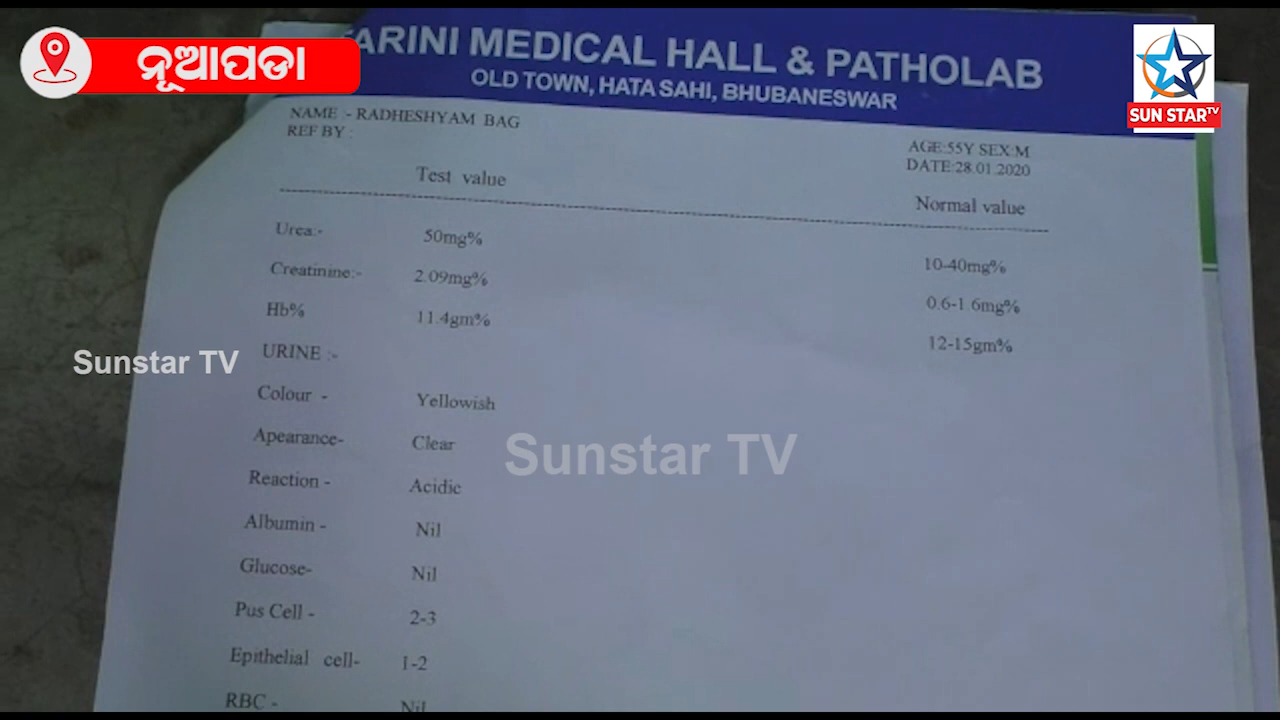 ନୂଆପଡା
ARINI MEDICAL HALL & PATHOLAB
OLD TOWN, HATA SAHI, BHUBANESWAR
SUN STAR TV
NAME - RADHESHYAM BAG
REF BY :
AGE:55Y SEX:M
DATE:28.01.2020
Test value Normal value
Urea:- 50mg% 10-40mg%
Creatinine:- 2.09mg% 0.6-1.6mg%
Hb% 11.4gm% 12-15gm%
URINE :-
Sunstar TV
Colour - Yellowish
Apearance- Clear
Sunstar TV
Reaction - Acidic
Albumin - Nil
Glucose- Nil
Pus Cell - 2-3
Epithelial cell- 1-2
RBC - Nil